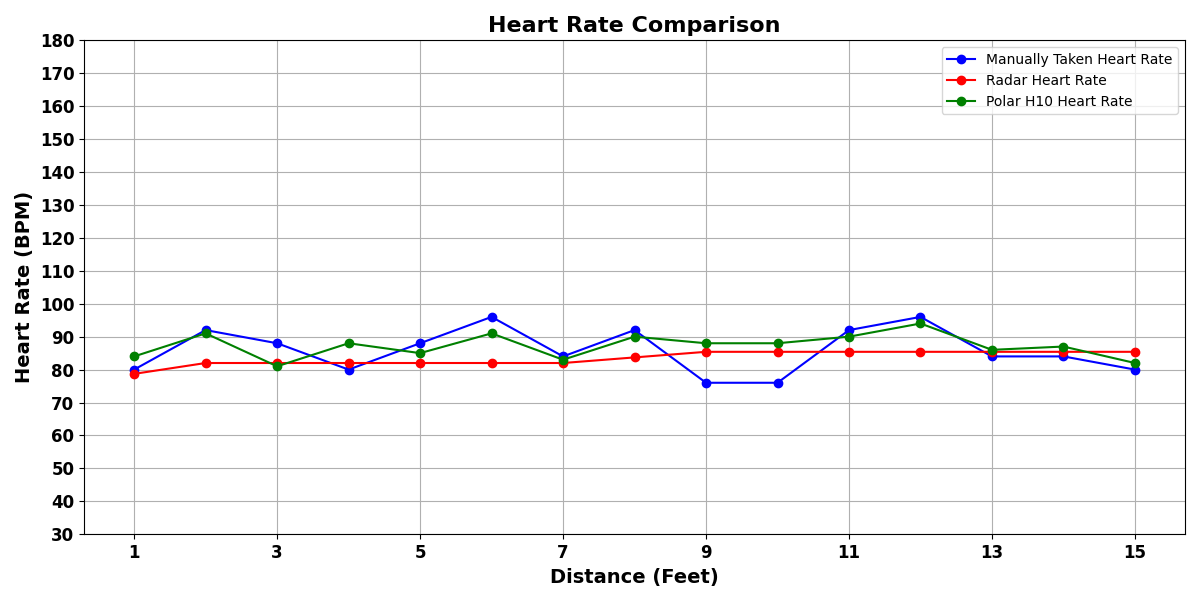 Heart Rate Comparison
180
170
160
150
140
130
120
110
100
90
80
70
60
50
40
30
Heart Rate (BPM)
Manually Taken Heart Rate
Radar Heart Rate
Polar H10 Heart Rate
1 3 5 7 9 11 13 15
Distance (Feet)